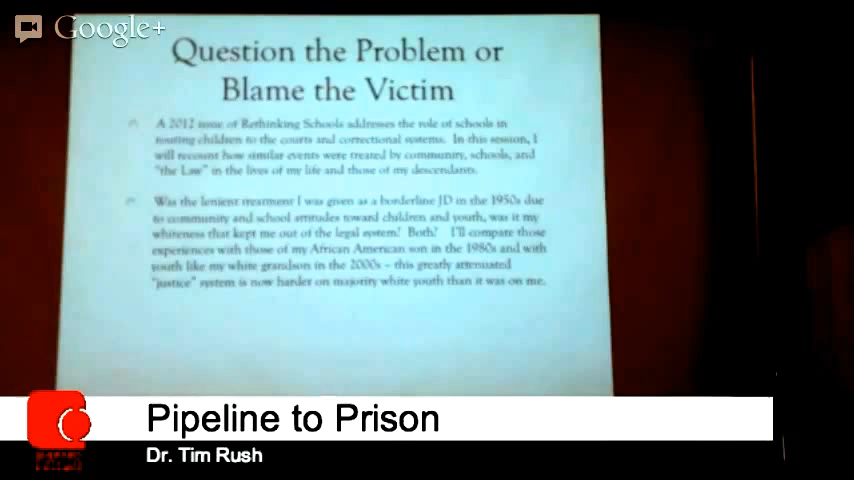 Google+
Question the Problem or
Blame the Victim
A 2012 issue of Rethinking Schools addresses the role of schools in
routing children to the courts and correctional systems. In this session, I
will recount how similar events were treated by community, schools, and
"the Law" in the lives of my life and those of my descendants.
Was the lenient treatment I was given as a borderline JD in the 1950s due
to community and school attitudes toward children and youth, was it my
whiteness that kept me out of the legal system? Both? I'll compare those
experiences with those of my African American son in the 1980s and with
youth like my white grandson in the 2000s – this greatly attenuated
"justice" system is now harder on majority white youth than it was on me.
Pipeline to Prison
Dr. Tim Rush